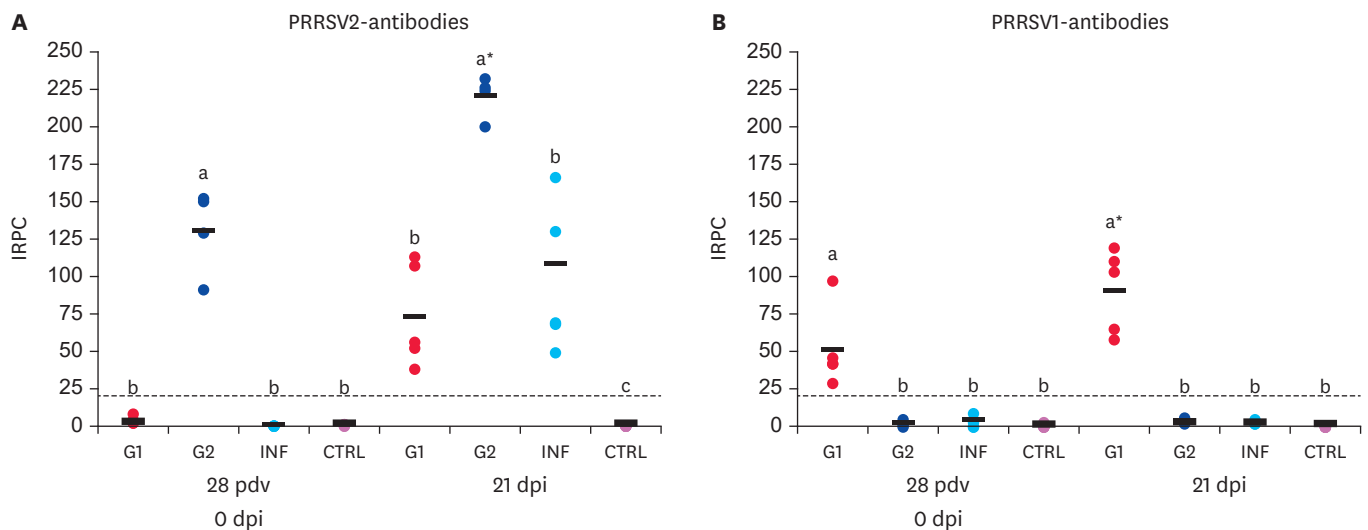 A
PRRSV2-antibodies
IRPC
250
225
200
175
150
125
100
75
50
25
0
b
a
b
b
b
a*
b
c
G1 G2 INF CTRL G1 G2 INF CTRL
28 pdv 21 dpi
0 dpi
B
PRRSV1-antibodies
IRPC
250
225
200
175
150
125
100
75
50
25
0
a
b
b
b
a*
b
b
b
G1 G2 INF CTRL G1 G2 INF CTRL
28 pdv 21 dpi
0 dpi